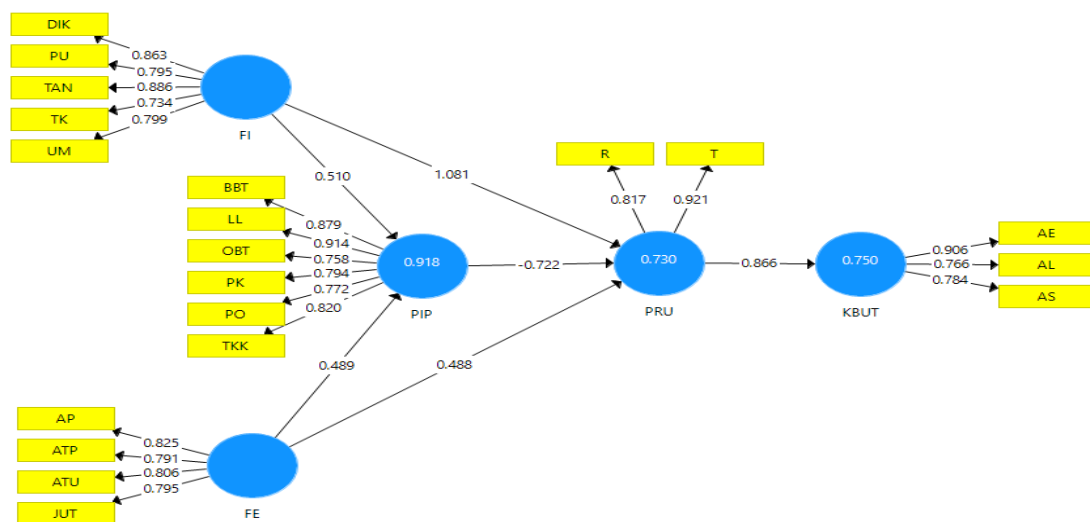 DIK
PU
TAN
TK
UM
0.863
0.795
0.886
0.734
0.799
FI
0.510
1.081
R
T
0.817
0.921
BBT
LL
OBT
PK
PO
TKK
0.879
0.914
0.758
0.794
0.772
0.820
0.918
PIP
-0.722
0.730
PRU
0.866
0.750
KBUT
0.906
0.766
0.784
AE
AL
AS
0.489
0.488
AP
ATP
ATU
JUT
0.825
0.791
0.806
0.795
FE